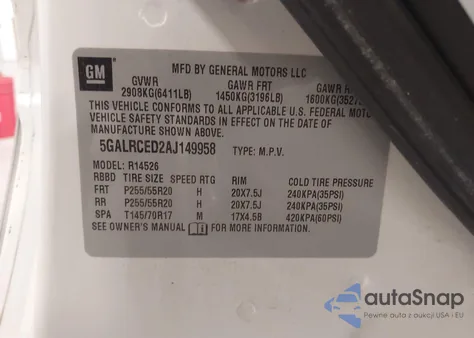 GM
MFD BY GENERAL MOTORS LLC
GVWR GAWR FRT GAWR R
2908KG(6411LB) 1450KG(3196LB) 1600KG(3527
THIS VEHICLE CONFORMS TO ALL APPLICABLE U.S. FEDERAL MOTOR
VEHICLE SAFETY STANDARDS IN EFFECT ON THE DATE OF
MANUFACTURE SHOWN ABOVE.
5GALRCED2AJ149958 TYPE: M.P.V.
MODEL: R14526
RBBD TIRE SIZE SPEED RTG RIM COLD TIRE PRESSURE
FRT P255/55R20 H 20X7.5J 240KPA(35PSI)
RR P255/55R20 H 20X7.5J 240KPA(35PSI)
SPA T145/70R17 M 17X4.5B 420KPA(60PSI)
SEE OWNER'S MANUAL i FOR MORE INFORMATION.
autoSnap
Pewne auto z aukcji USA i EU